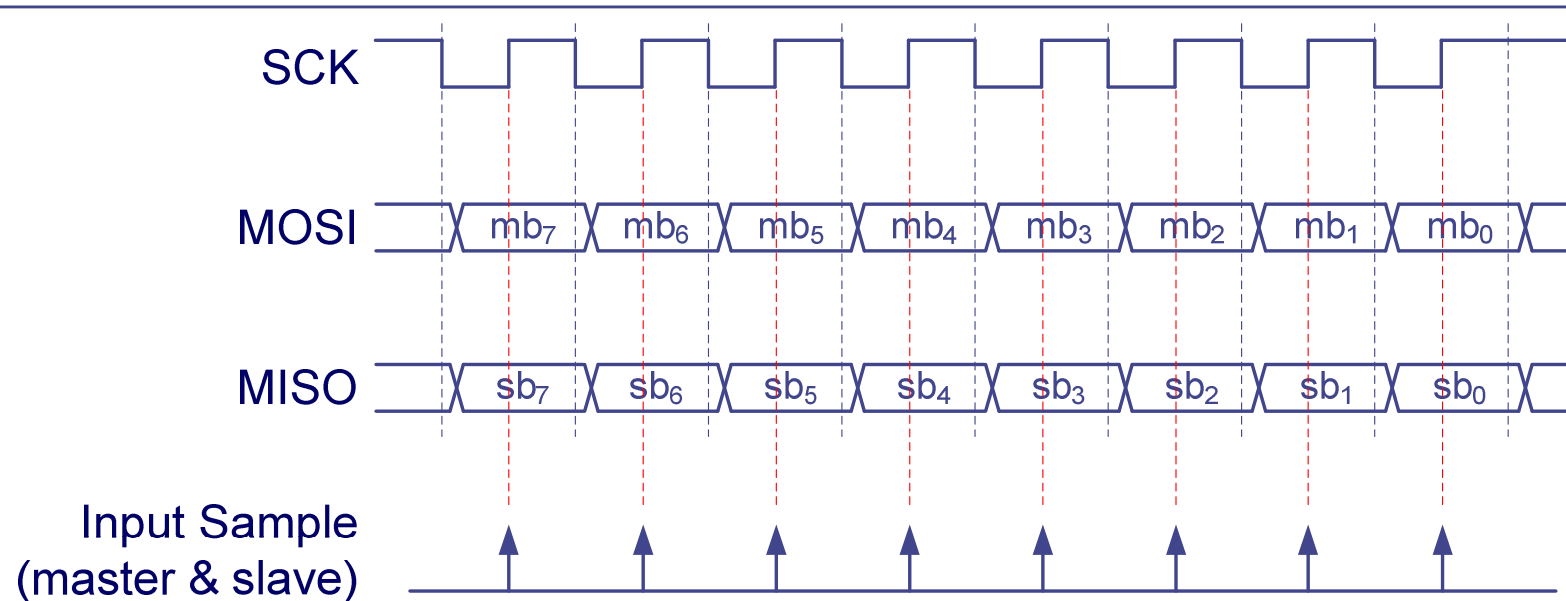 SCK
MOSI mb₇ mb₆ mb₅ mb₄ mb₃ mb₂ mb₁ mb₀
MISO sb₇ sb₆ sb₅ sb₄ sb₃ sb₂ sb₁ sb₀
Input Sample
(master & slave)